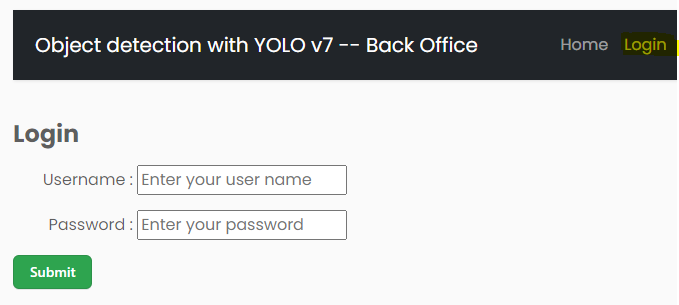 Object detection with YOLO v7 -- Back Office Home Login
Login
Username : Enter your user name
Password : Enter your password
Submit